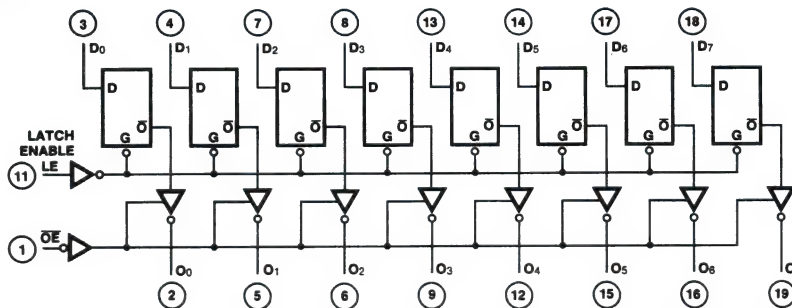 3 4 7 8 13 14 17 18
D0 D1 D2 D3 D4 D5 D6 D7
D D D D D D D D
O̅ O̅ O̅ O̅ O̅ O̅ O̅ O̅
G G G G G G G G
LATCH
ENABLE
11 LE
1 O̅E̅
O0 O1 O2 O3 O4 O5 O6 O
2 5 6 9 12 15 16 19